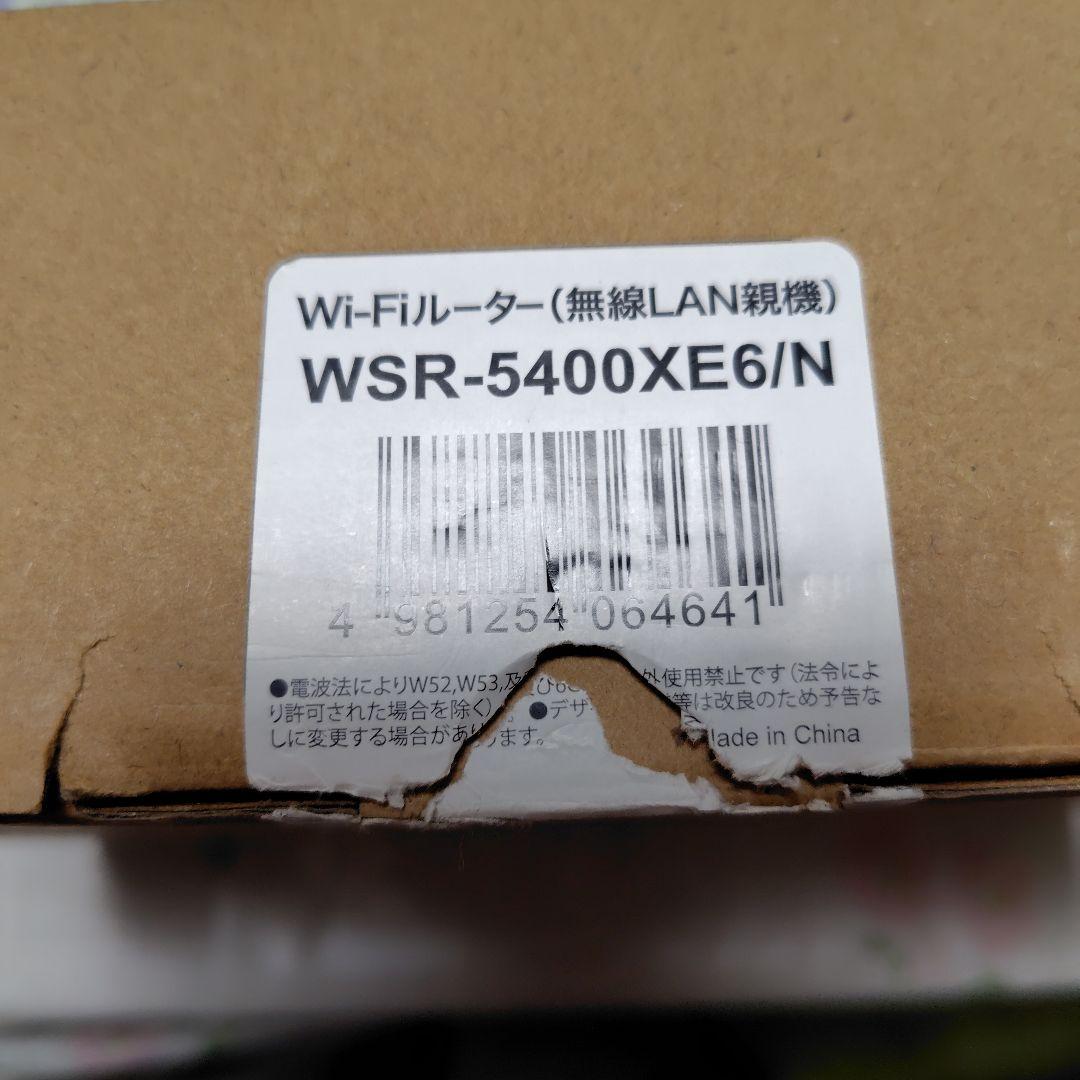 Wi-Fiルーター(無線LAN親機)
WSR-5400XE6/N
4 981254 064641
●電波法によりW52,W53,及び6G 外使用禁止です(法令によ
り許可された場合を除く)。●デザ 等は改良のため予告な
しに変更する場合があります。 Made in China